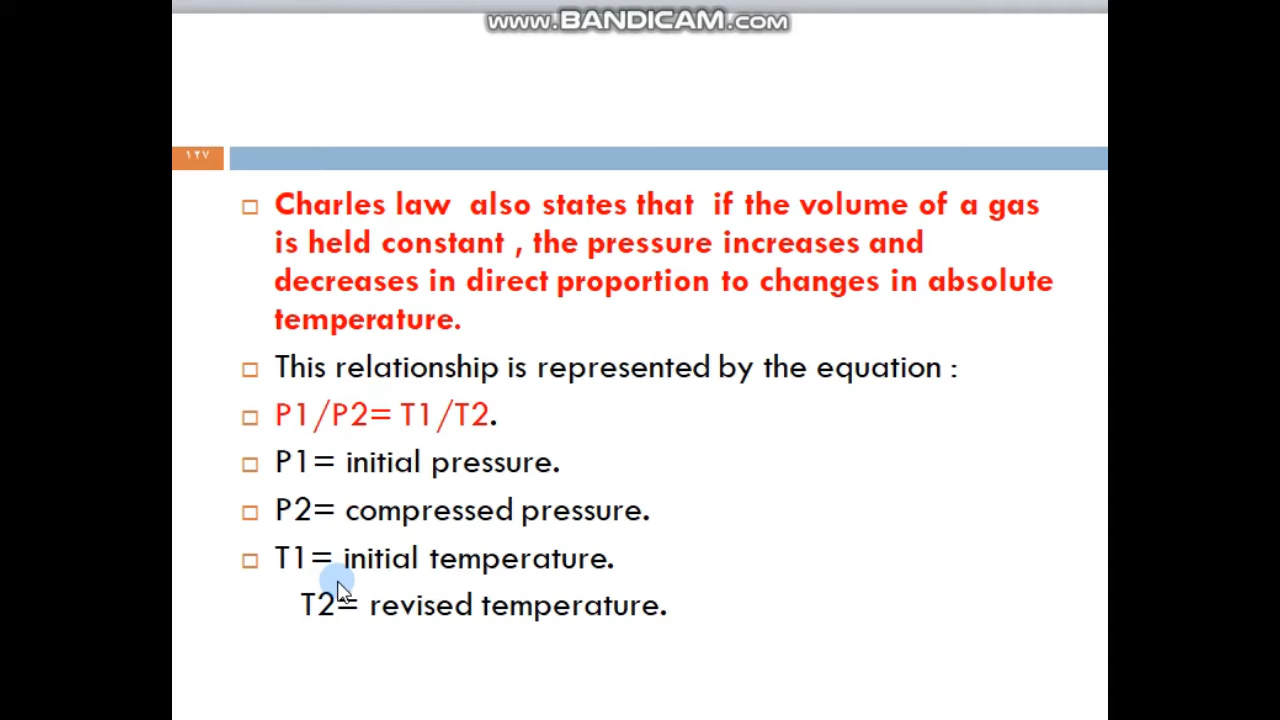 www.BANDICAM.com
١٢٧
Charles law also states that if the volume of a gas
is held constant , the pressure increases and
decreases in direct proportion to changes in absolute
temperature.
This relationship is represented by the equation :
P1/P2= T1/T2.
P1= initial pressure.
P2= compressed pressure.
T1= initial temperature.
T2= revised temperature.